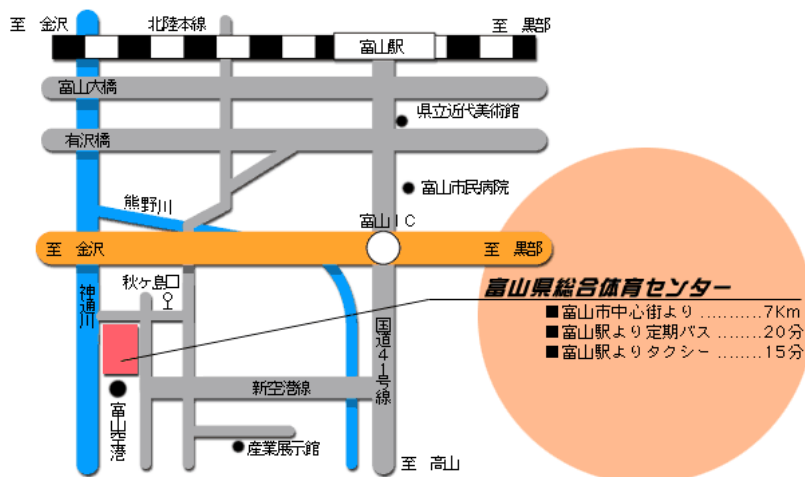 至 金沢
北陸本線
至 黒部
富山駅
富山大橋
県立近代美術館
有沢橋
富山市民病院
熊野川
富山IC
至 金沢
至 黒部
秋ヶ島口
神通川
富山県総合体育センター
■富山市中心街より ..........7Km
■富山駅より定期バス ......20分
■富山駅よりタクシー .......15分
国道41号線
新空港線
富山空港
産業展示館
至 高山